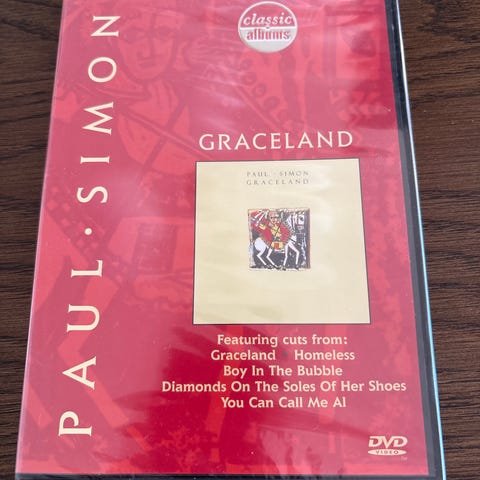 classic
albums
PAUL · SIMON
GRACELAND
PAUL · SIMON
GRACELAND
Featuring cuts from:
Graceland Homeless
Boy In The Bubble
Diamonds On The Soles Of Her Shoes
You Can Call Me Al
DVD
VIDEO
TM